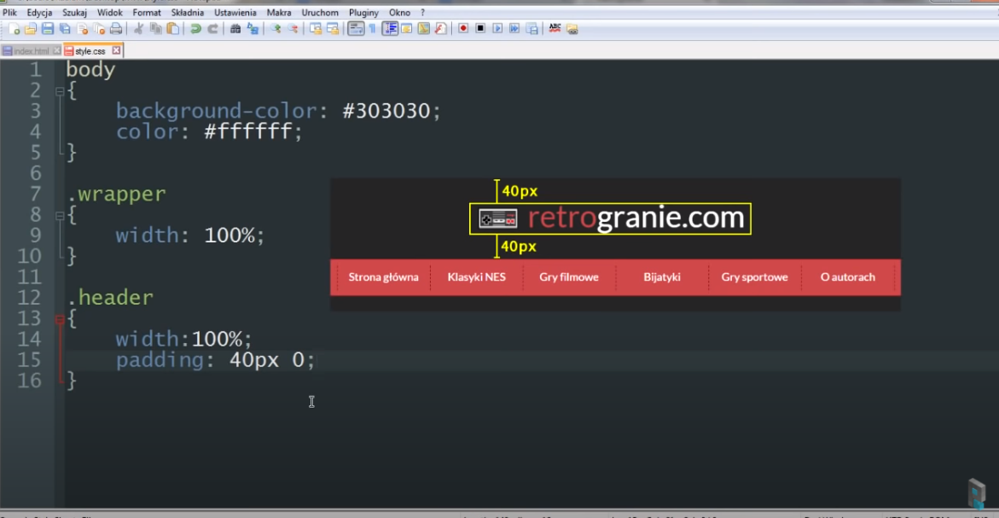 Plik Edycja Szukaj Widok Format Składnia Ustawienia Makra Uruchom Pluginy Okno ?
ABC
index.html style.css
1 body
2 {
3 background-color: #303030;
4 color: #ffffff;
5 }
6
7 .wrapper
8 {
9 width: 100%;
10 }
11
12 .header
13 {
14 width:100%;
15 padding: 40px 0;
16 }
40px
retrogranie.com
40px
Strona główna Klasyki NES Gry filmowe Bijatyki Gry sportowe O autorach